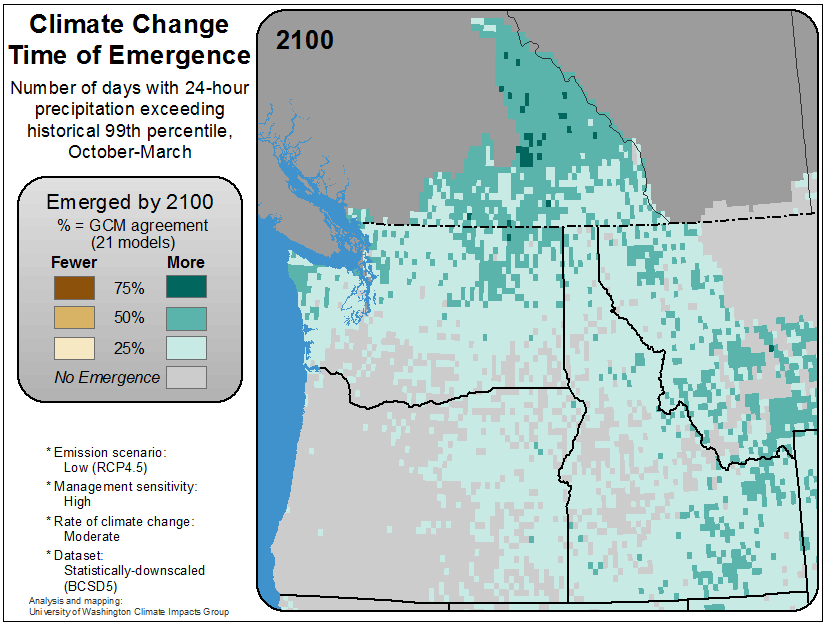 Climate Change
Time of Emergence
Number of days with 24-hour
precipitation exceeding
historical 99th percentile,
October-March
Emerged by 2100
% = GCM agreement
(21 models)
Fewer More
75%
50%
25%
No Emergence
* Emission scenario:
Low (RCP4.5)
* Management sensitivity:
High
* Rate of climate change:
Moderate
* Dataset:
Statistically-downscaled
(BCSD5)
Analysis and mapping:
University of Washington Climate Impacts Group
2100